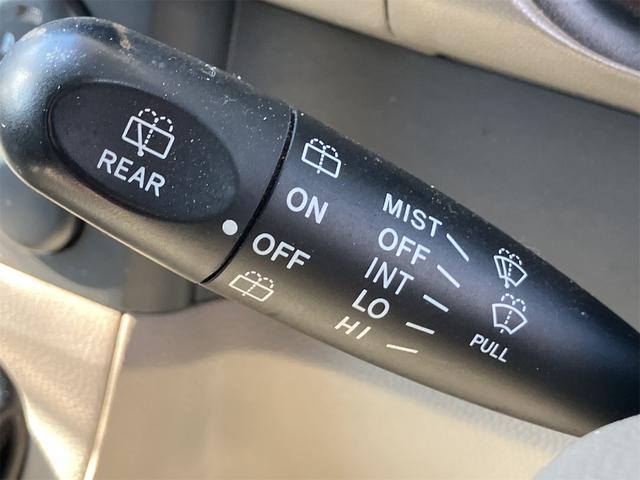 REAR
ON
OFF
MIST
OFF
INT
LO
HI
PULL